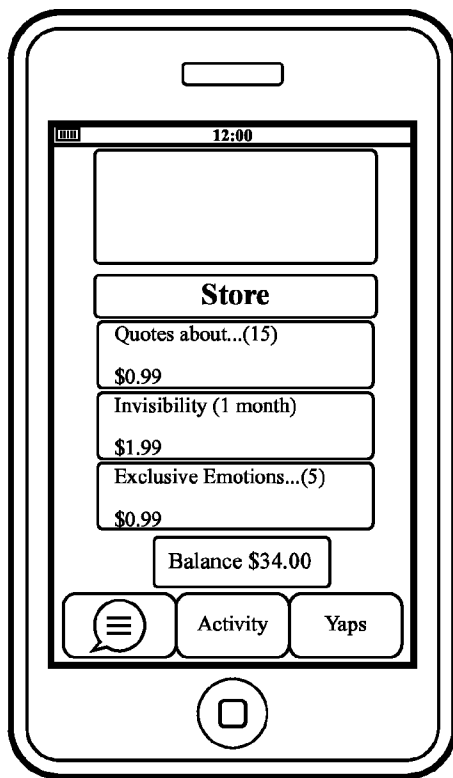 12:00
Store
Quotes about...(15)
$0.99
Invisibility (1 month)
$1.99
Exclusive Emotions...(5)
$0.99
Balance $34.00
Activity
Yaps